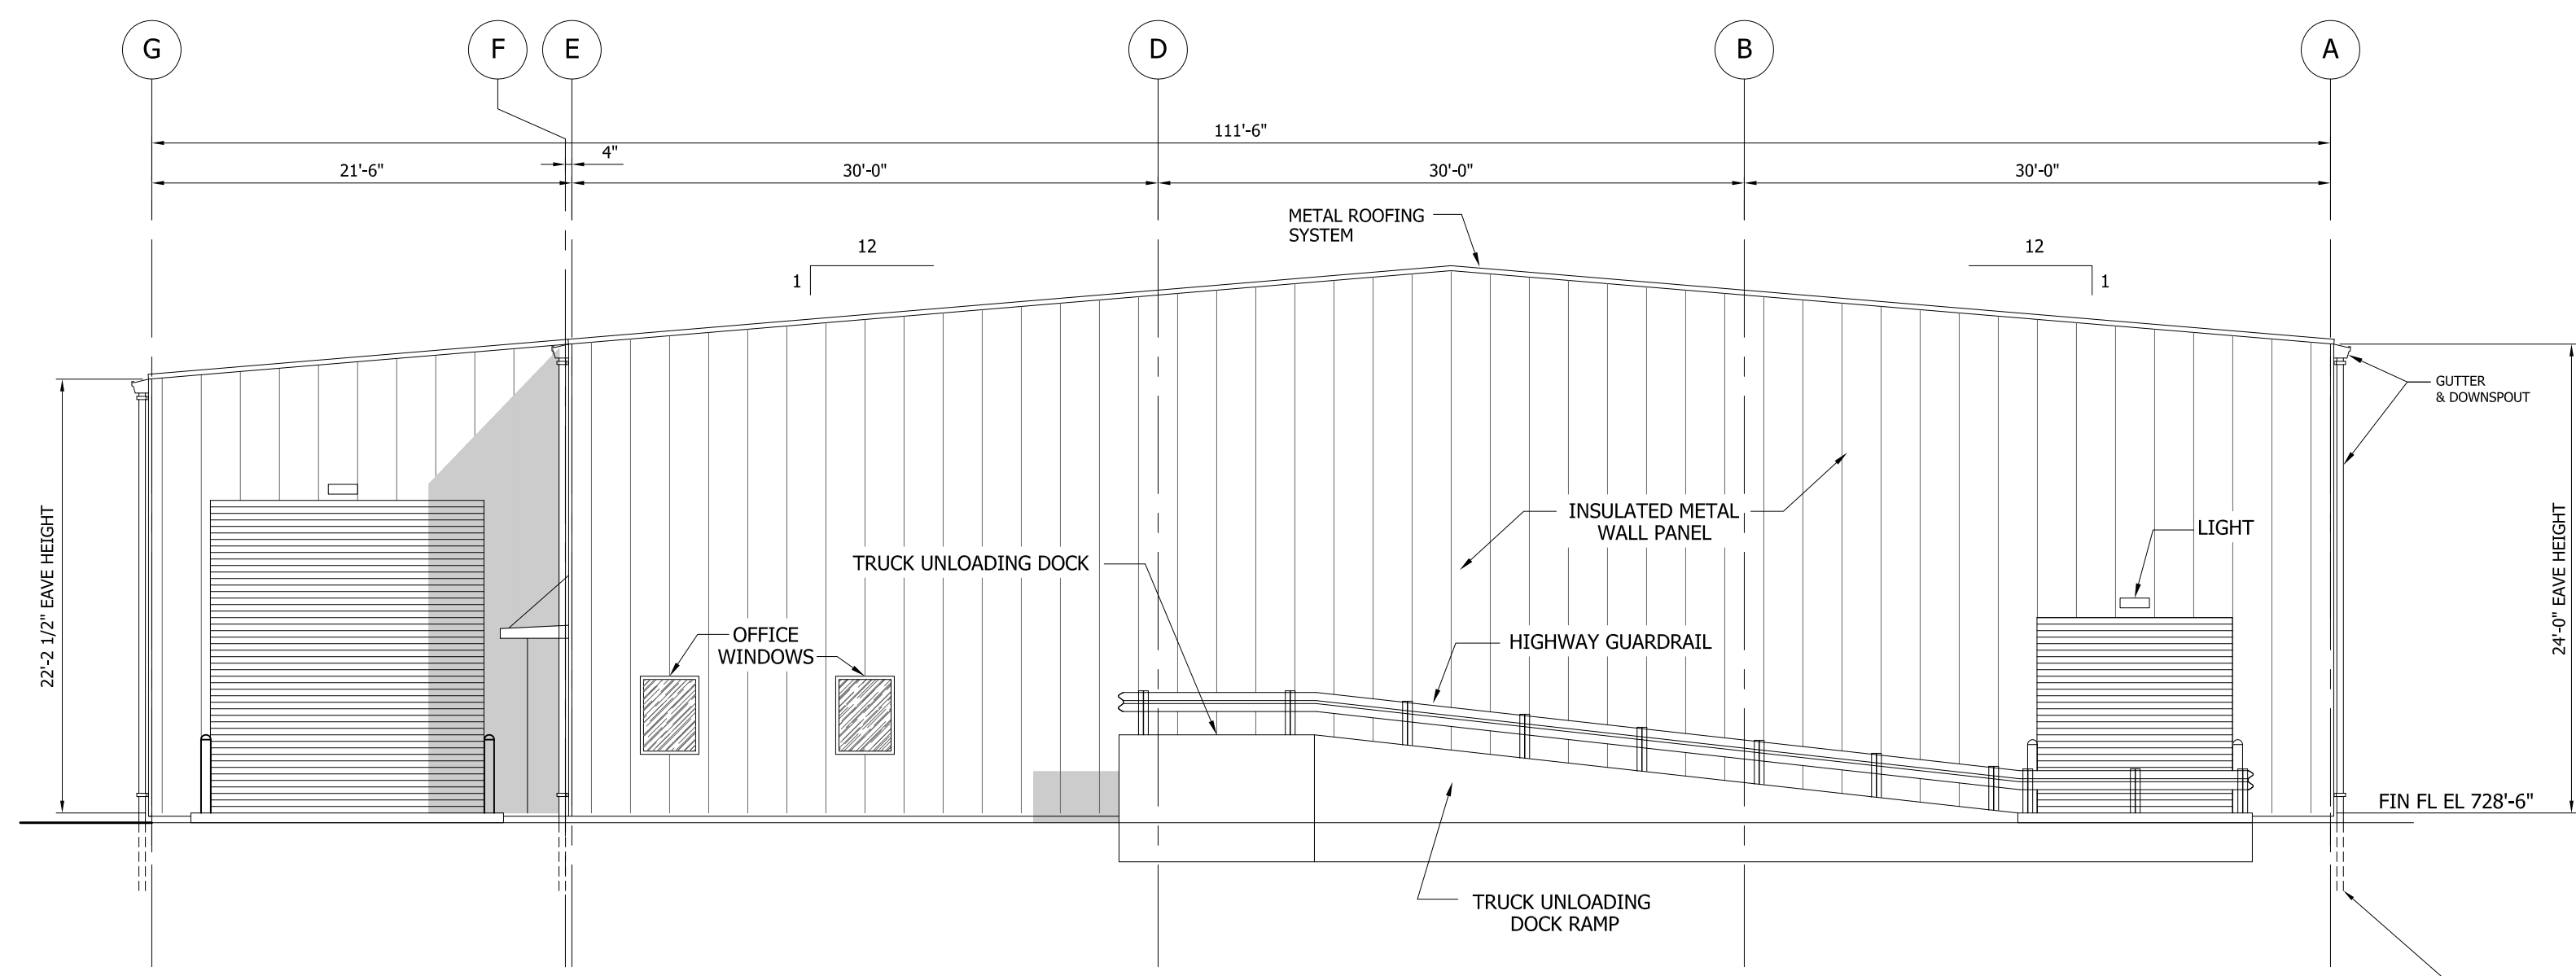 G
F
E
D
B
A
111'-6"
4"
21'-6"
30'-0"
30'-0"
30'-0"
METAL ROOFING
SYSTEM
12
1
12
1
GUTTER
& DOWNSPOUT
22'-2 1/2" EAVE HEIGHT
24'-0" EAVE HEIGHT
INSULATED METAL
WALL PANEL
LIGHT
TRUCK UNLOADING DOCK
OFFICE
WINDOWS
HIGHWAY GUARDRAIL
FIN FL EL 728'-6"
TRUCK UNLOADING
DOCK RAMP